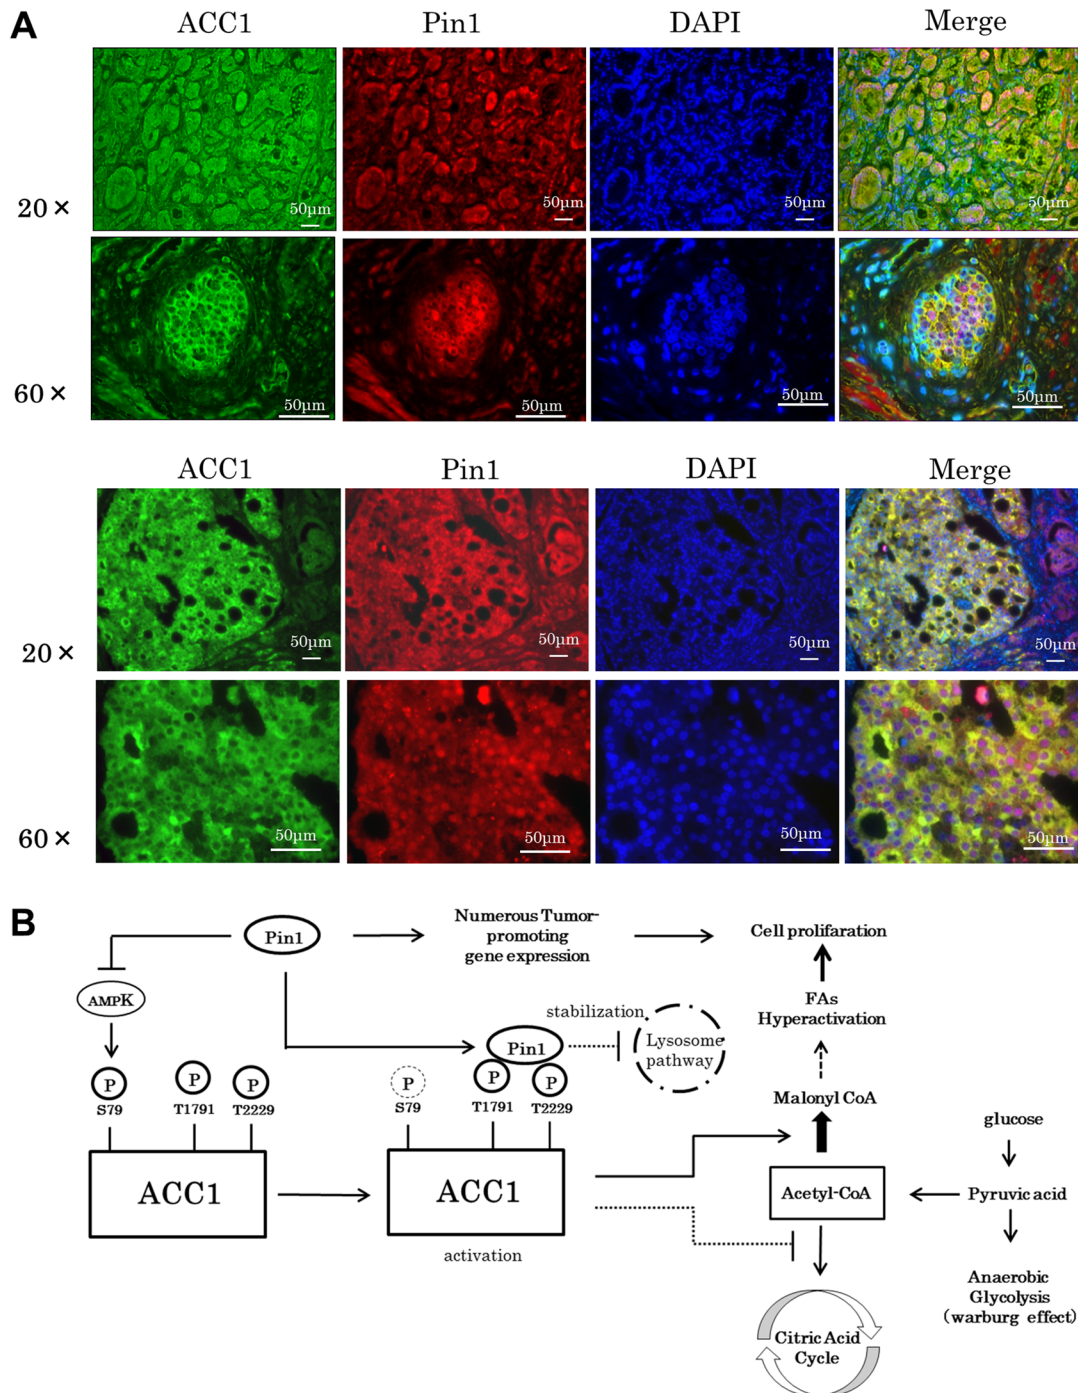 A
ACC1 Pin1 DAPI Merge
20×
50µm 50µm 50µm 50µm
60×
50µm 50µm 50µm 50µm
ACC1 Pin1 DAPI Merge
20×
50µm 50µm 50µm 50µm
60×
50µm 50µm 50µm 50µm
B
Pin1
Numerous Tumor-
promoting
gene expression
Cell prolifaration
AMPK
FAs
Hyperactivation
stabilization
Pin1
Lysosome
pathway
P P P
S79 T1791 T2229
P P P
S79 T1791 T2229
Malonyl CoA
glucose
ACC1
ACC1
Acetyl-CoA
Pyruvic acid
activation
Anaerobic
Glycolysis
(warburg effect)
Citric Acid
Cycle